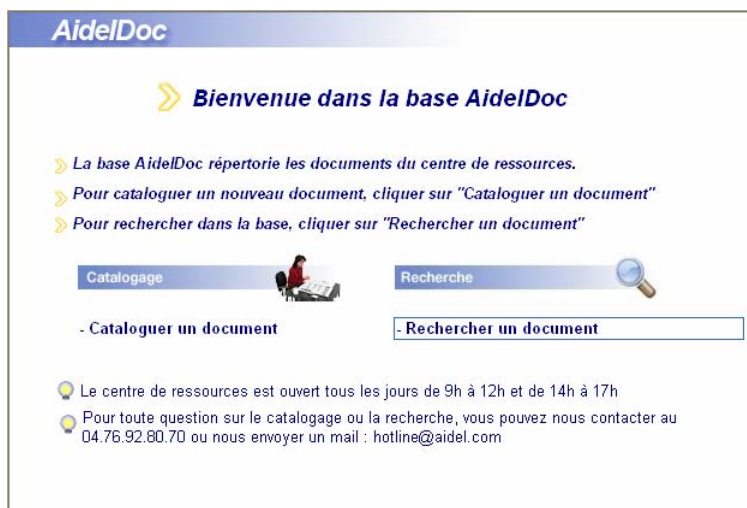 AidelDoc
Bienvenue dans la base AidelDoc
La base AidelDoc répertorie les documents du centre de ressources.
Pour cataloguer un nouveau document, cliquer sur "Cataloguer un document"
Pour rechercher dans la base, cliquer sur "Rechercher un document"
Catalogage
Recherche
- Cataloguer un document
- Rechercher un document
Le centre de ressources est ouvert tous les jours de 9h à 12h et de 14h à 17h
Pour toute question sur le catalogage ou la recherche, vous pouvez nous contacter au
04.76.92.80.70 ou nous envoyer un mail : hotline@aidel.com